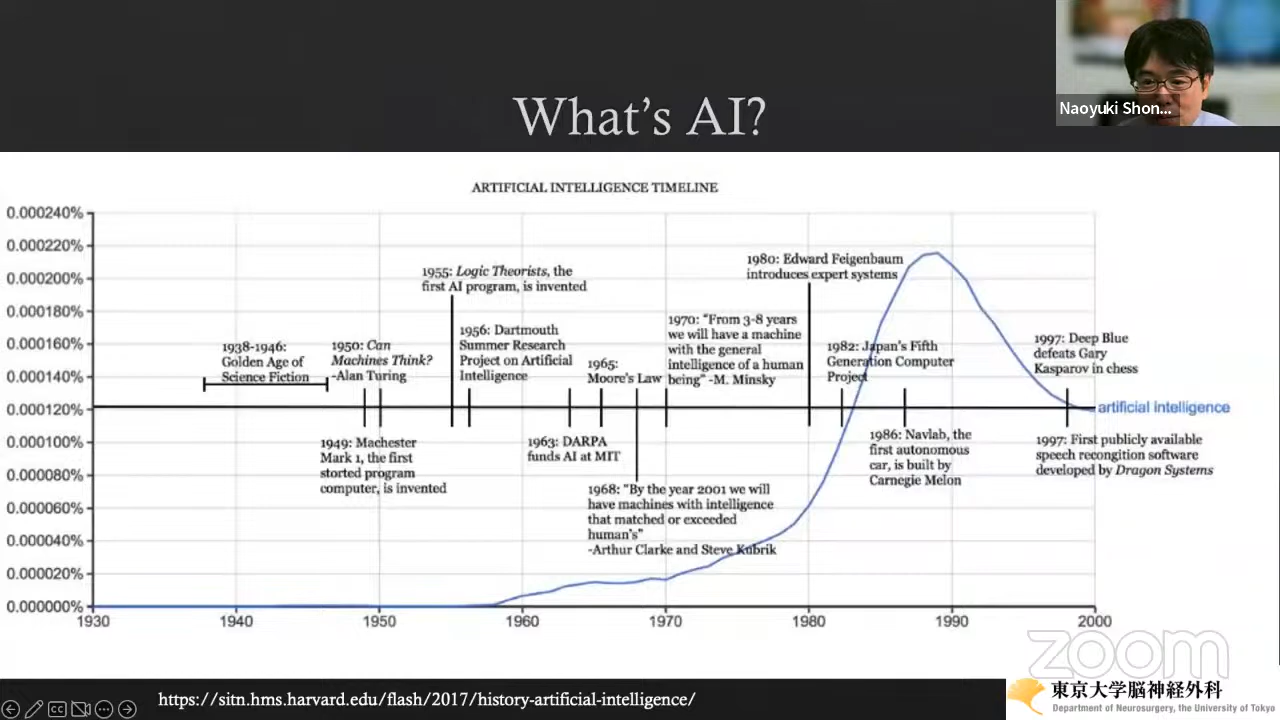 What's AI?
Naoyuki Shon...
ARTIFICIAL INTELLIGENCE TIMELINE
0.000240%
0.000220%
0.000200%
0.000180%
0.000160%
0.000140%
0.000120%
0.000100%
0.000080%
0.000060%
0.000040%
0.000020%
0.000000%
1938-1946:
Golden Age of
Science Fiction
1950: Can
Machines Think?
-Alan Turing
1949: Machester
Mark 1, the first
storted program
computer, is invented
1955: Logic Theorists, the
first AI program, is invented
1956: Dartmouth
Summer Research
Project on Artificial
Intelligence
1963: DARPA
funds AI at MIT
1965:
Moore's Law
1968: "By the year 2001 we will
have machines with intelligence
that matched or exceeded
human's"
-Arthur Clarke and Steve Kubrik
1970: "From 3-8 years
we will have a machine
with the general
intelligence of a human
being" -M. Minsky
1980: Edward Feigenbaum
introduces expert systems
1982: Japan's Fifth
Generation Computer
Project
1986: Navlab, the
first autonomous
car, is built by
Carnegie Melon
1997: Deep Blue
defeats Gary
Kasparov in chess
artificial intelligence
1997: First publicly available
speech recongition software
developed by Dragon Systems
1930 1940 1950 1960 1970 1980 1990 2000
zoom
CC
https://sitn.hms.harvard.edu/flash/2017/history-artificial-intelligence/
東京大学脳神経外科
Department of Neurosurgery, the University of Tokyo